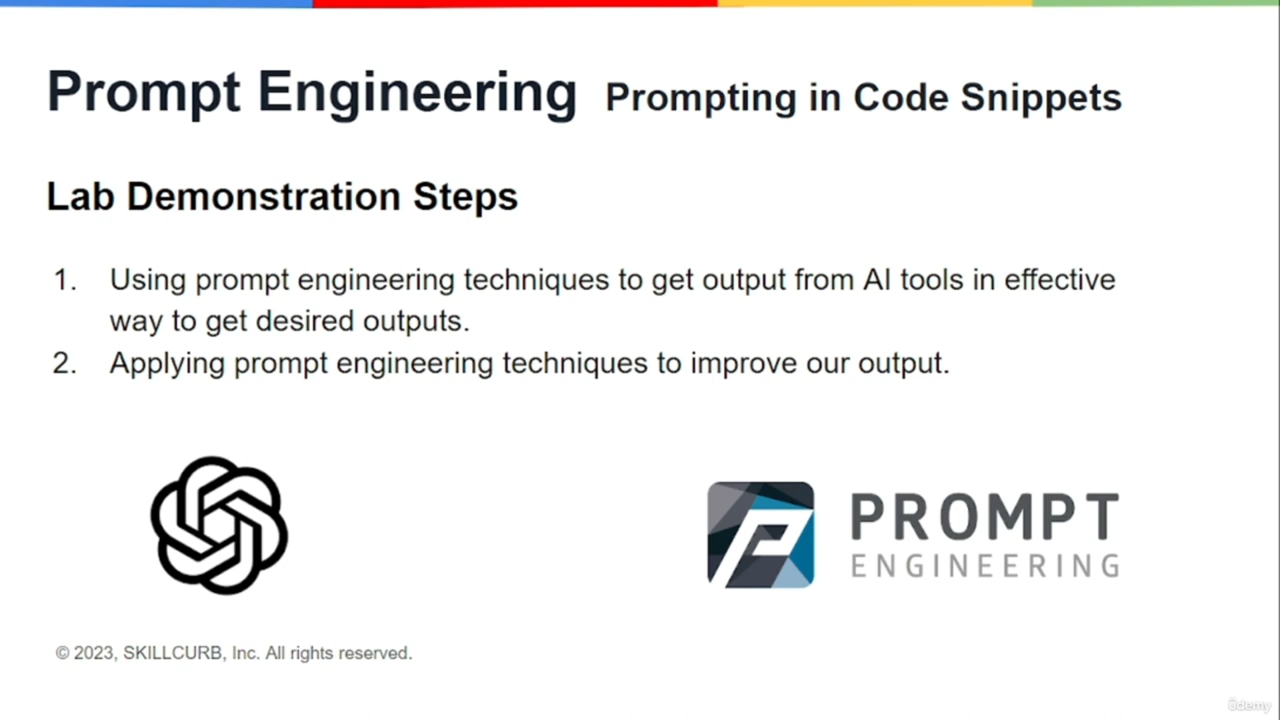 Prompt Engineering Prompting in Code Snippets
Lab Demonstration Steps
1. Using prompt engineering techniques to get output from AI tools in effective
way to get desired outputs.
2. Applying prompt engineering techniques to improve our output.
PROMPT
ENGINEERING
© 2023, SKILLCURB, Inc. All rights reserved.
ûdemy